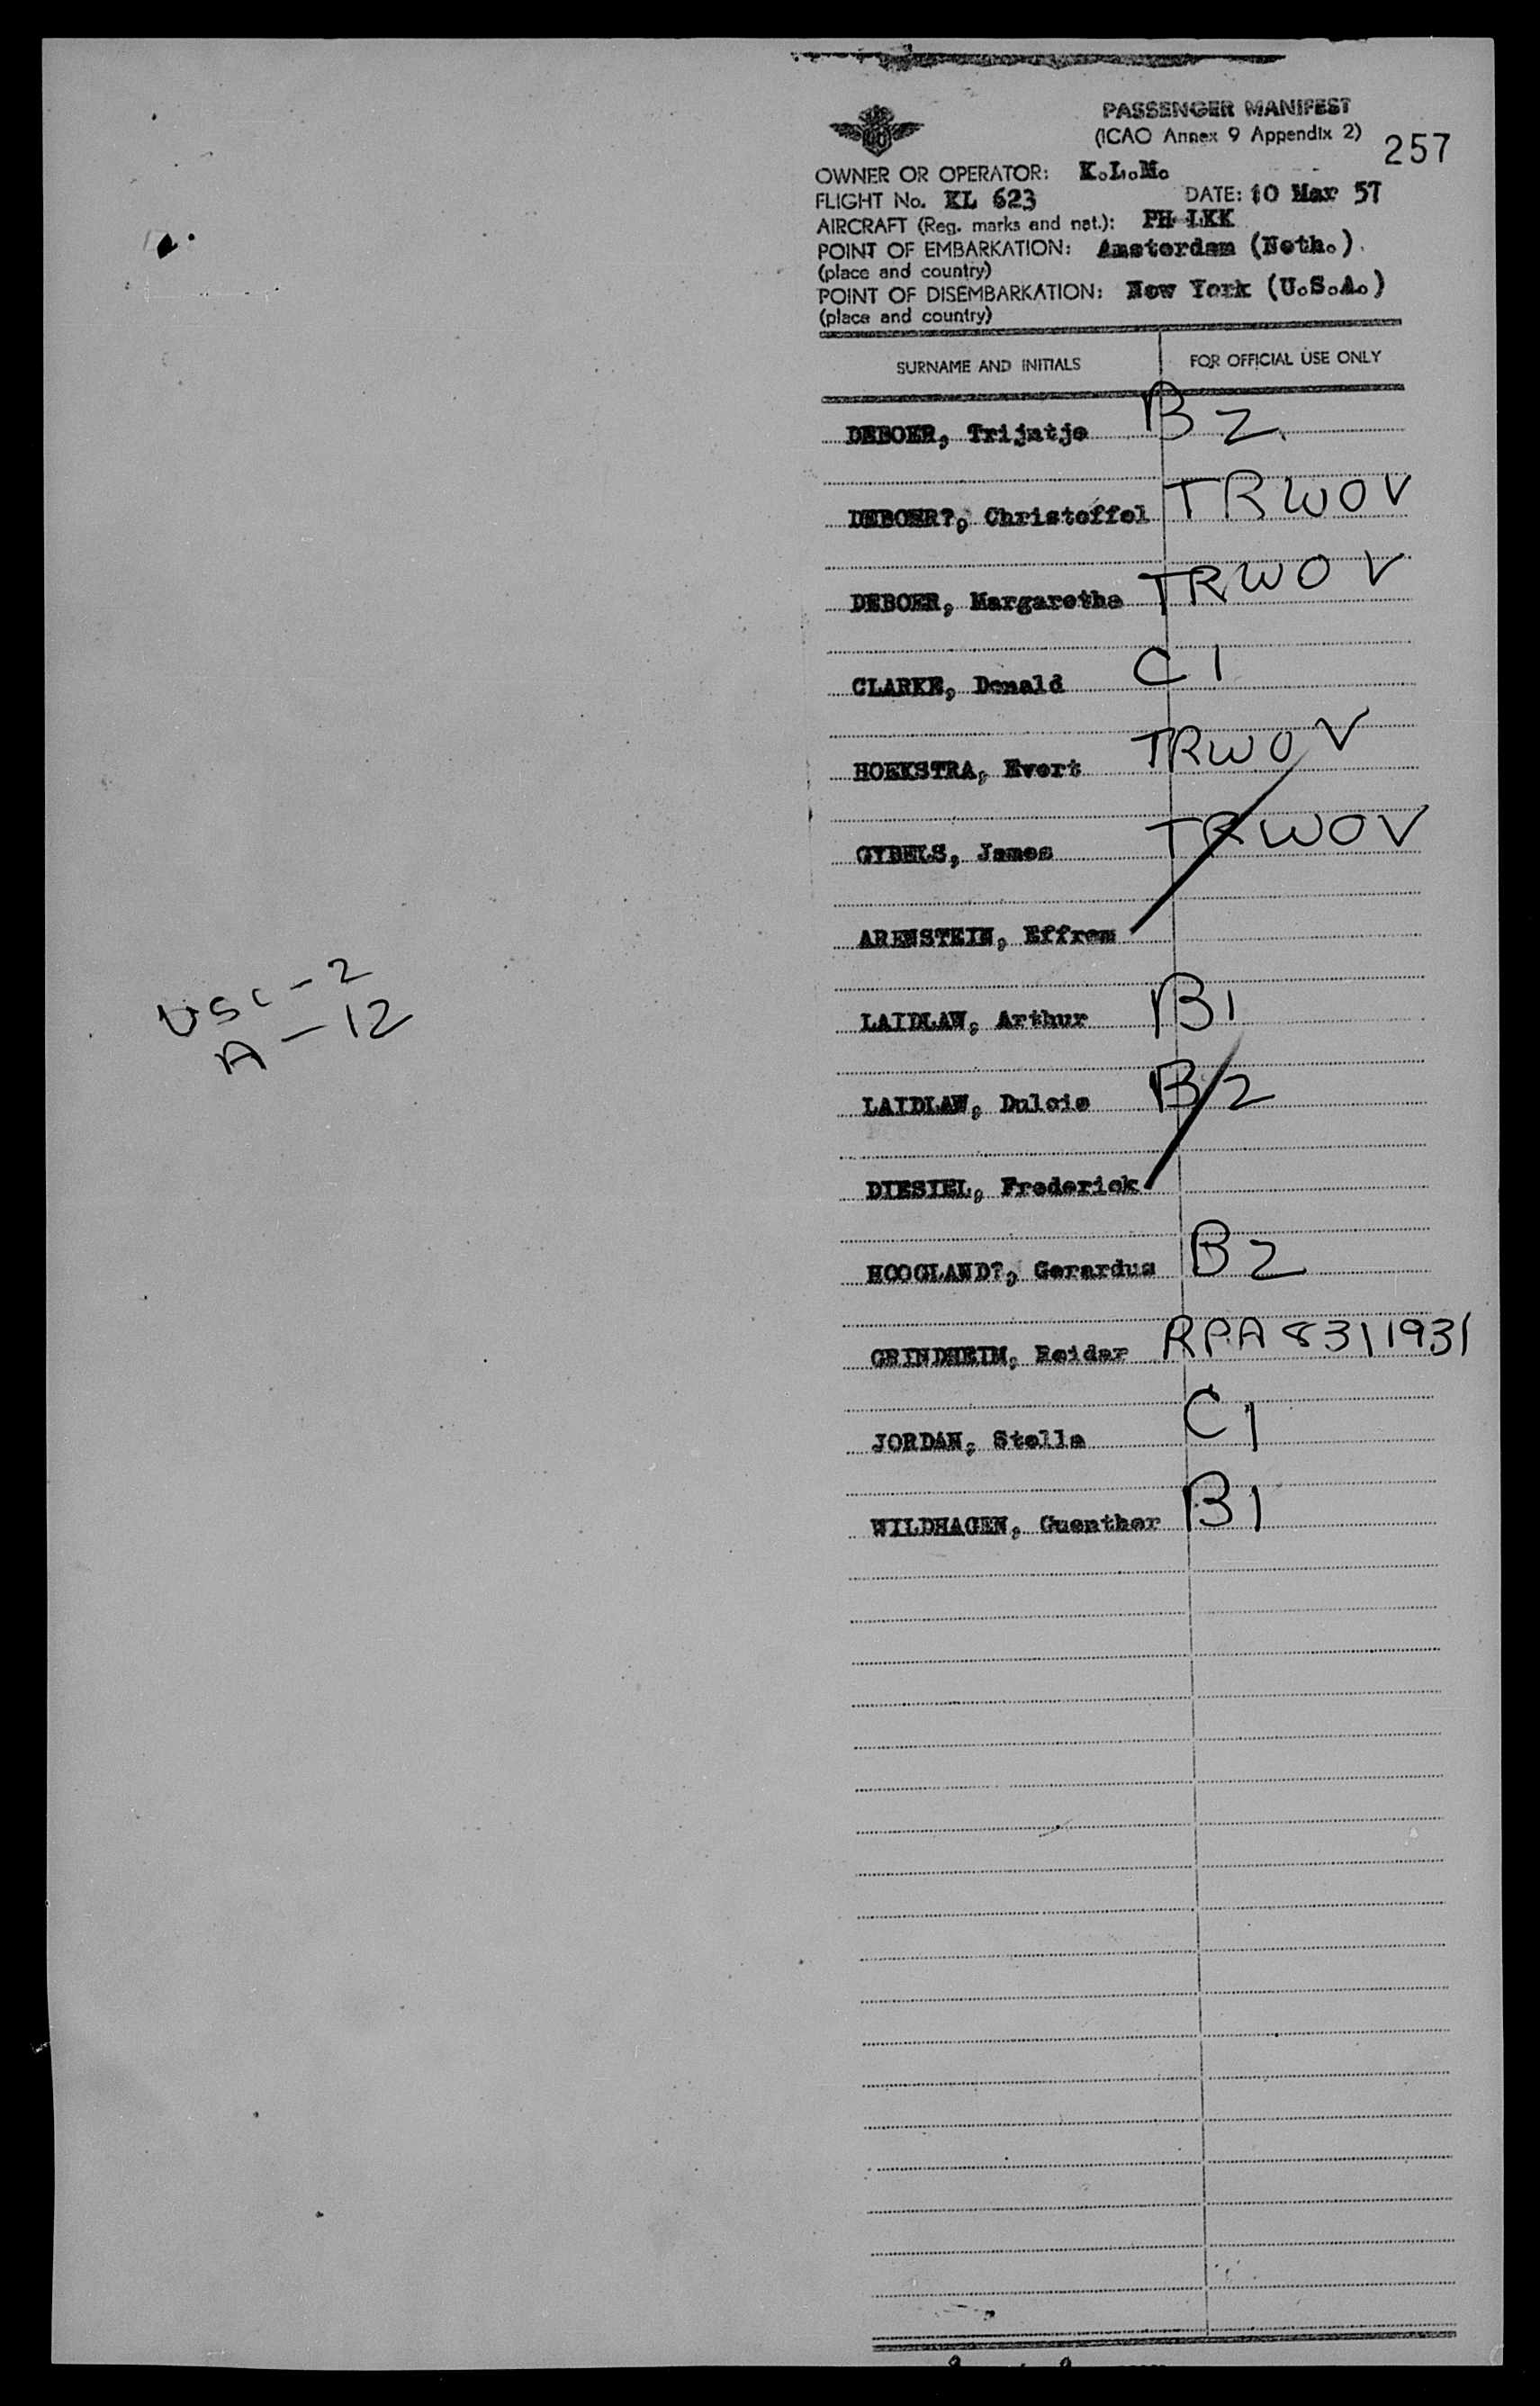 PASSENGER MANIFEST
(ICAO Annex 9 Appendix 2)
257
OWNER OR OPERATOR: K.L.M.
FLIGHT No. KL 623 DATE: 10 Mar 57
AIRCRAFT (Reg. marks and nat.): PH LKK
POINT OF EMBARKATION: Amsterdam (Neth.)
(place and country)
POINT OF DISEMBARKATION: New York (U.S.A.)
(place and country)
SURNAME AND INITIALS FOR OFFICIAL USE ONLY
DEBOER, Trijntje B2
DEBOER?, Christoffel TRWOV
DEBOER, Margaretha TRWOV
CLARKE, Donald C1
HOEKSTRA, Evert TRWOV
GYBELS, James TRWOV
ARENSTEIN, Effrem
LAIDLAW, Arthur B1
LAIDLAW, Dulcie B2
DIESIEL, Frederick
HOOGLAND?, Gerardus B2
GRINDHEIM, Reidar RPA 8311931
JORDAN, Stella C1
WILDHAGEN, Guenther B1
USC - 2
A - 12